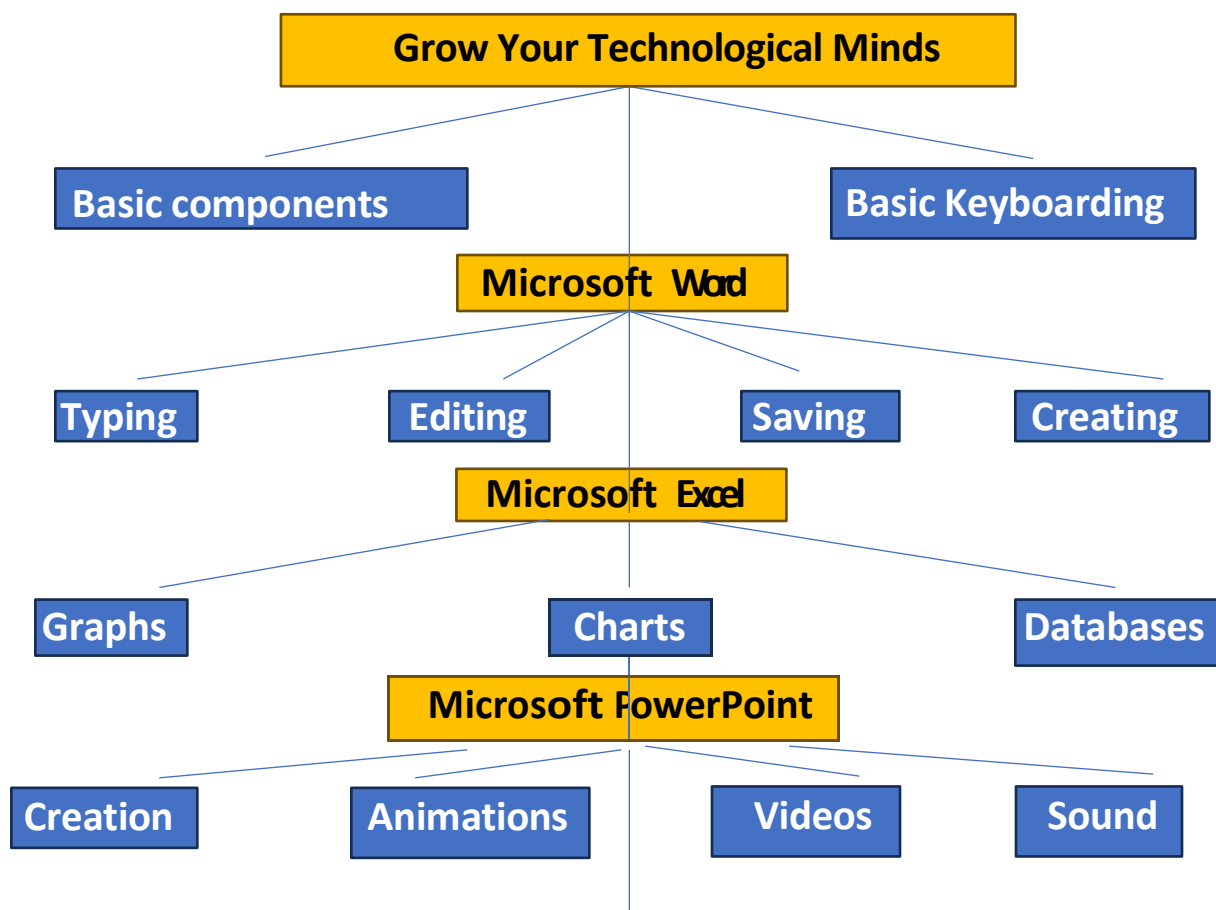 Grow Your Technological Minds
Basic components
Basic Keyboarding
Microsoft Word
Typing
Editing
Saving
Creating
Microsoft Excel
Graphs
Charts
Databases
Microsoft PowerPoint
Creation
Animations
Videos
Sound